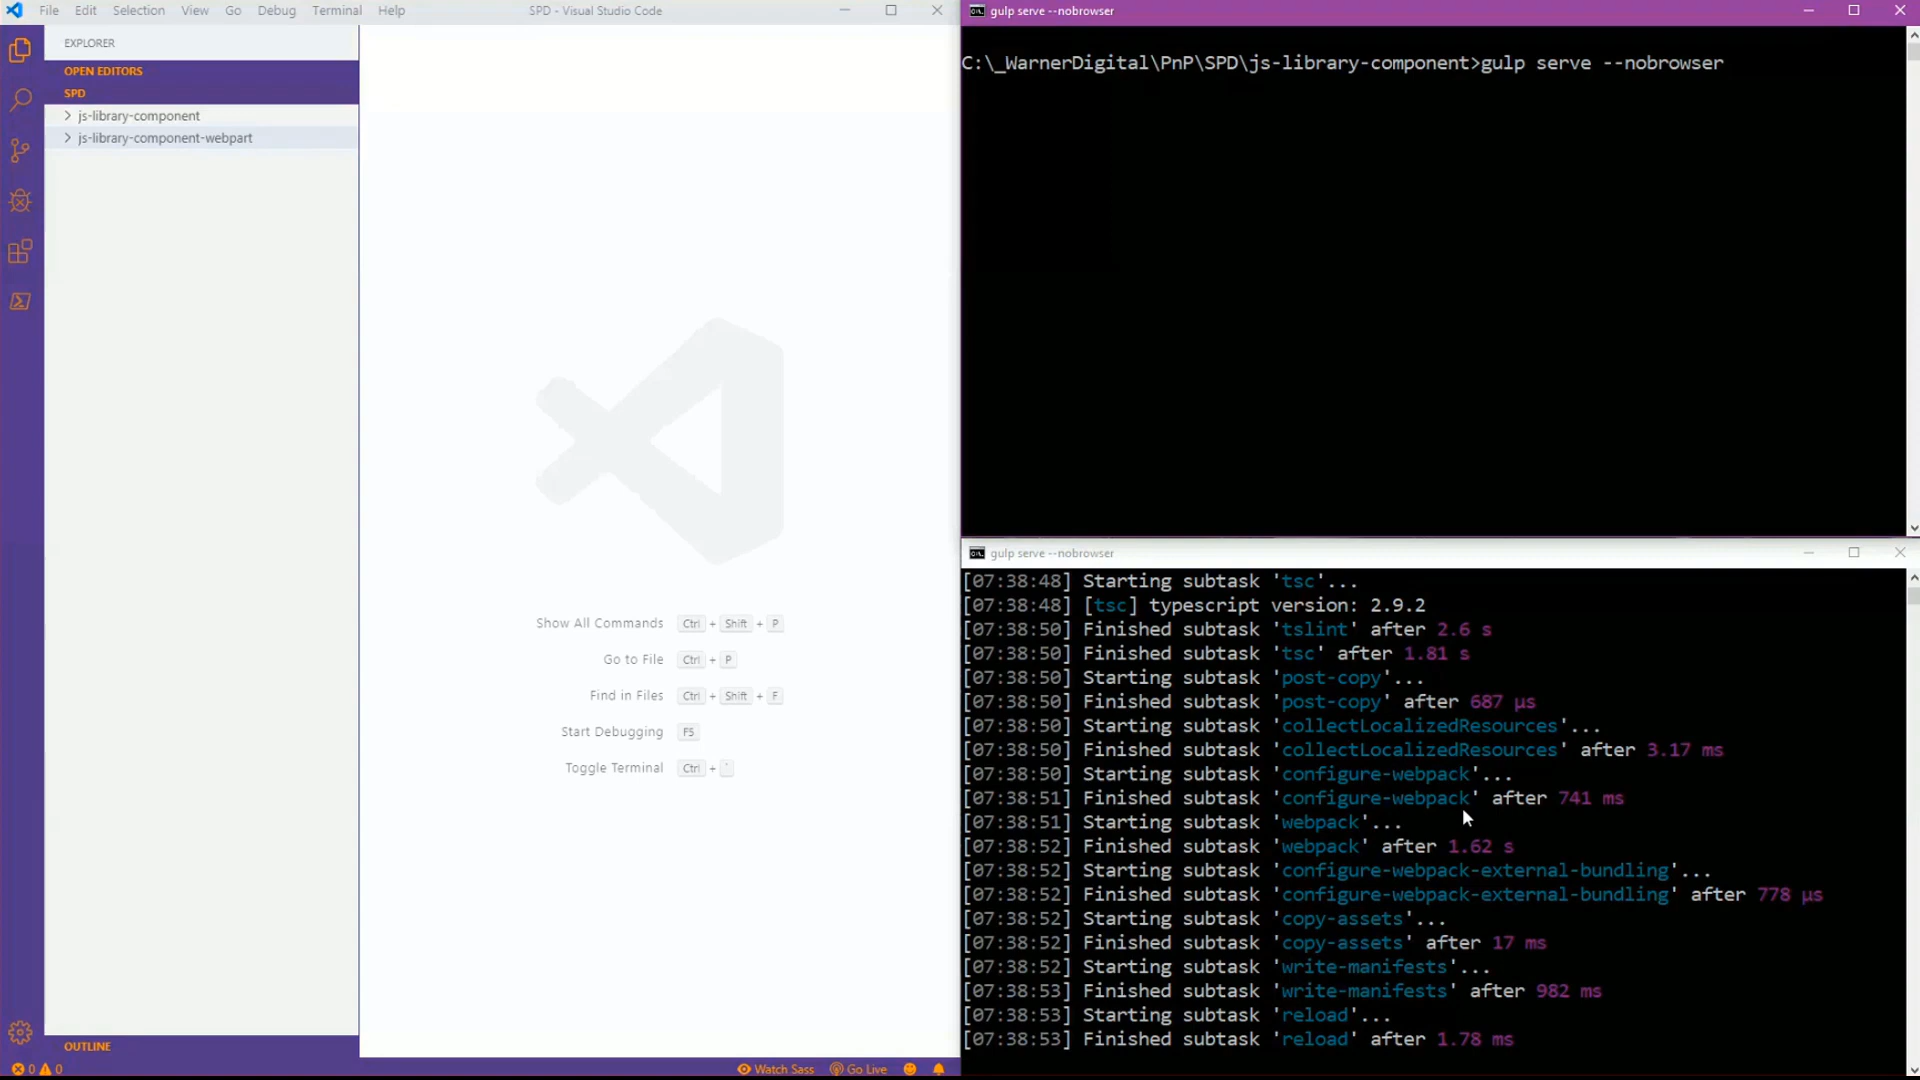 File Edit Selection View Go Debug Terminal Help
SPD - Visual Studio Code
EXPLORER
OPEN EDITORS
SPD
js-library-component
js-library-component-webpart
Show All Commands Ctrl + Shift + P
Go to File Ctrl + P
Find in Files Ctrl + Shift + F
Start Debugging F5
Toggle Terminal Ctrl + `
OUTLINE
0 0
Watch Sass Go Live
gulp serve --nobrowser
C:\_WarnerDigital\PnP\SPD\js-library-component>gulp serve --nobrowser
gulp serve --nobrowser
[07:38:48] Starting subtask 'tsc'...
[07:38:48] [tsc] typescript version: 2.9.2
[07:38:50] Finished subtask 'tslint' after 2.6 s
[07:38:50] Finished subtask 'tsc' after 1.81 s
[07:38:50] Starting subtask 'post-copy'...
[07:38:50] Finished subtask 'post-copy' after 687 μs
[07:38:50] Starting subtask 'collectLocalizedResources'...
[07:38:50] Finished subtask 'collectLocalizedResources' after 3.17 ms
[07:38:50] Starting subtask 'configure-webpack'...
[07:38:51] Finished subtask 'configure-webpack' after 741 ms
[07:38:51] Starting subtask 'webpack'...
[07:38:52] Finished subtask 'webpack' after 1.62 s
[07:38:52] Starting subtask 'configure-webpack-external-bundling'...
[07:38:52] Finished subtask 'configure-webpack-external-bundling' after 778 μs
[07:38:52] Starting subtask 'copy-assets'...
[07:38:52] Finished subtask 'copy-assets' after 17 ms
[07:38:52] Starting subtask 'write-manifests'...
[07:38:53] Finished subtask 'write-manifests' after 982 ms
[07:38:53] Starting subtask 'reload'...
[07:38:53] Finished subtask 'reload' after 1.78 ms